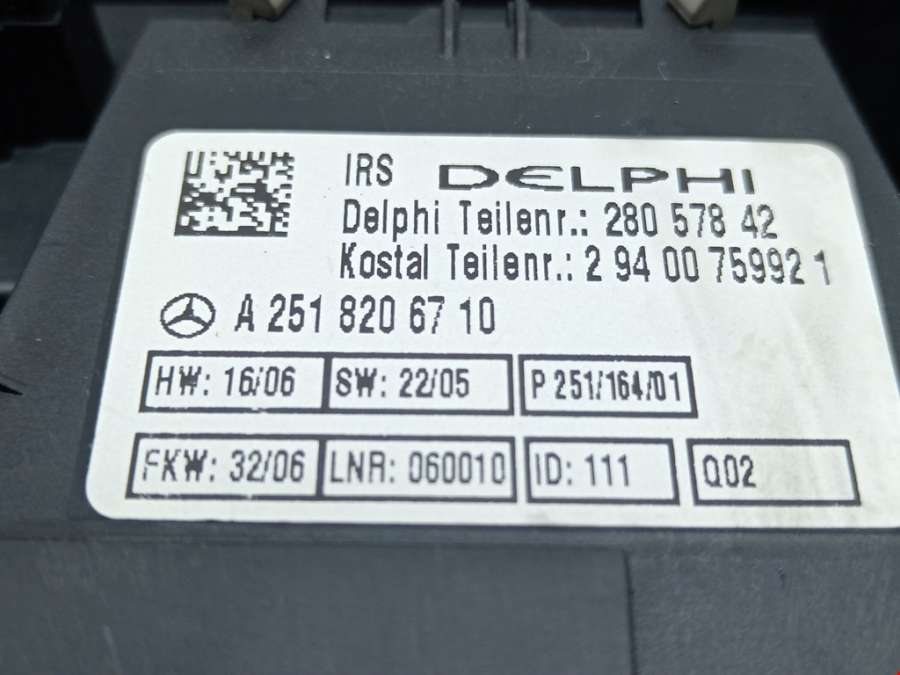 IRS DELPHI
Delphi Teilenr.: 280 578 42
Kostal Teilenr.: 2 94 00 75992 1
A 251 820 67 10
HW: 16/06 SW: 22/05 P 251/164/01
FKW: 32/06 LNR: 060010 ID: 111 Q02